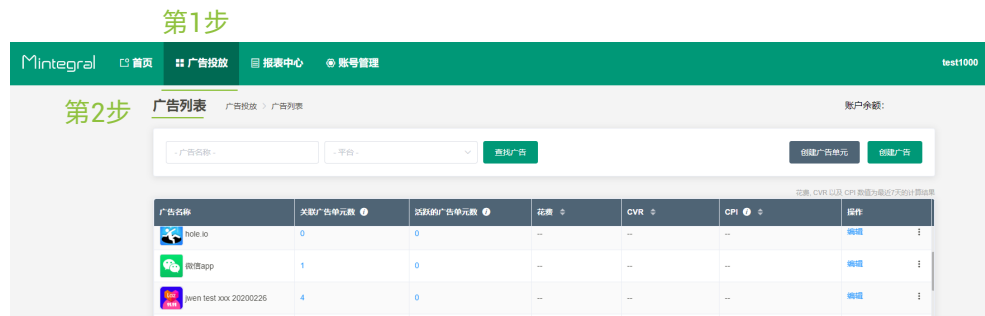 第1步
Mintegral 首页 广告投放 报表中心 账号管理 test1000
第2步 广告列表 广告投放 > 广告列表 账户余额:
- 广告名称 - - 平台 - 查找广告 创建广告单元 创建广告
花费, CVR 以及 CPI 数值为最近7天的计算结果
广告名称 关联广告单元数 活跃的广告单元数 花费 CVR CPI 操作
hole.io 0 0 -- -- -- 编辑
微信app 1 0 -- -- -- 编辑
jwen test xxx 20200226 4 0 -- -- -- 编辑